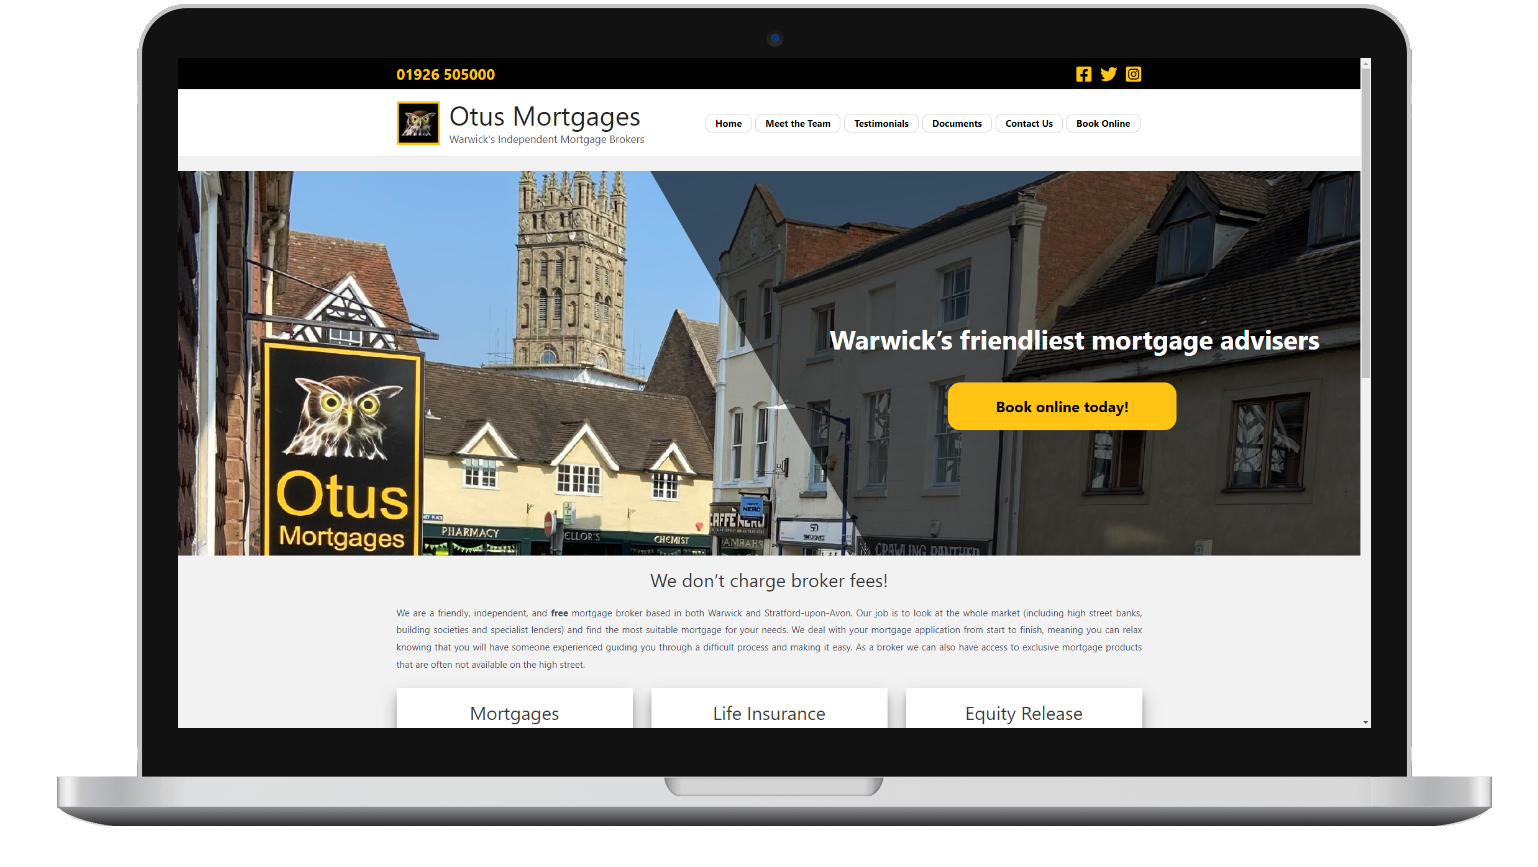 01926 505000
Otus Mortgages
Warwick's Independent Mortgage Brokers
Home
Meet the Team
Testimonials
Documents
Contact Us
Book Online
Warwick’s friendliest mortgage advisers
Book online today!
Otus
Mortgages
PHARMACY
CHEMIST
CAFFÈ NERO
NERO
CRAWLING PANTHER
We don’t charge broker fees!
We are a friendly, independent, and free mortgage broker based in both Warwick and Stratford-upon-Avon. Our job is to look at the whole market (including high street banks,
building societies and specialist lenders) and find the most suitable mortgage for your needs. We deal with your mortgage application from start to finish, meaning you can relax
knowing that you will have someone experienced guiding you through a difficult process and making it easy. As a broker we can also have access to exclusive mortgage products
that are often not available on the high street.
Mortgages
Life Insurance
Equity Release